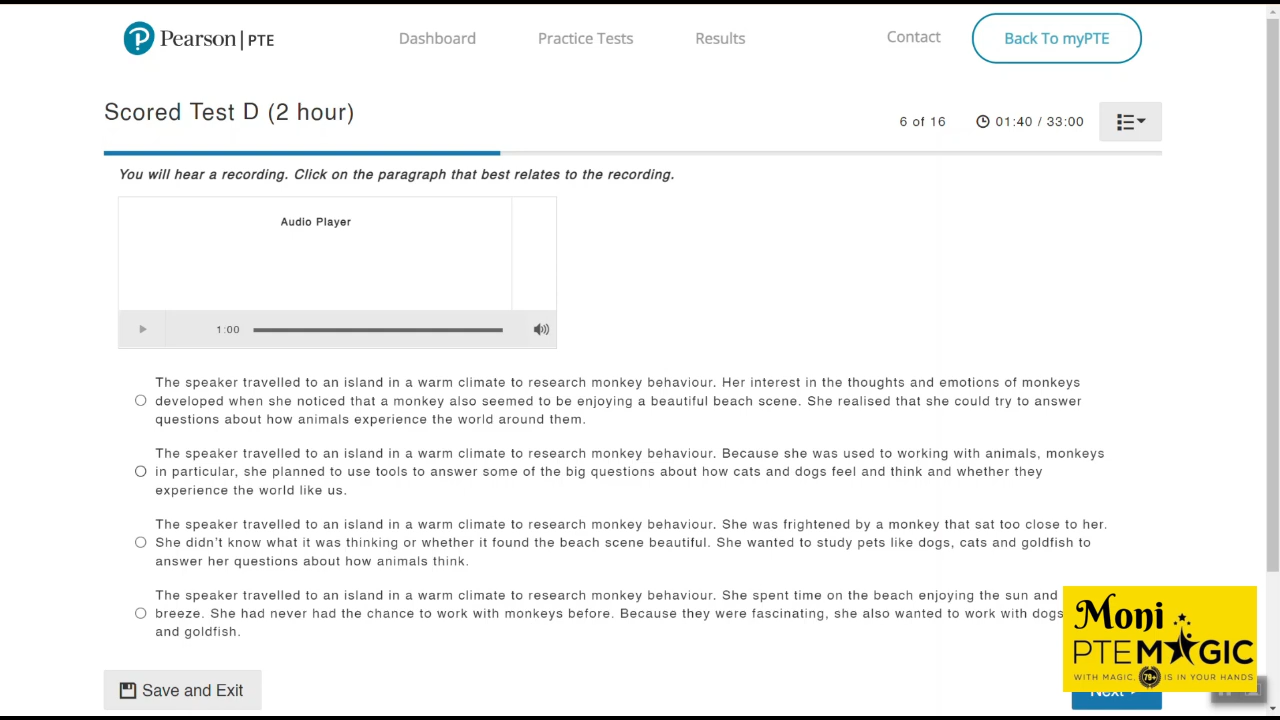 Pearson | PTE
Dashboard
Practice Tests
Results
Contact
Back To myPTE
Scored Test D (2 hour)
6 of 16
01:40 / 33:00
You will hear a recording. Click on the paragraph that best relates to the recording.
Audio Player
1:00
The speaker travelled to an island in a warm climate to research monkey behaviour. Her interest in the thoughts and emotions of monkeys
developed when she noticed that a monkey also seemed to be enjoying a beautiful beach scene. She realised that she could try to answer
questions about how animals experience the world around them.
The speaker travelled to an island in a warm climate to research monkey behaviour. Because she was used to working with animals, monkeys
in particular, she planned to use tools to answer some of the big questions about how cats and dogs feel and think and whether they
experience the world like us.
The speaker travelled to an island in a warm climate to research monkey behaviour. She was frightened by a monkey that sat too close to her.
She didn't know what it was thinking or whether it found the beach scene beautiful. She wanted to study pets like dogs, cats and goldfish to
answer her questions about how animals think.
The speaker travelled to an island in a warm climate to research monkey behaviour. She spent time on the beach enjoying the sun and
breeze. She had never had the chance to work with monkeys before. Because they were fascinating, she also wanted to work with dogs
and goldfish.
Moni
PTEMAGIC
WITH MAGIC, 79+ IS IN YOUR HANDS
Save and Exit
Next